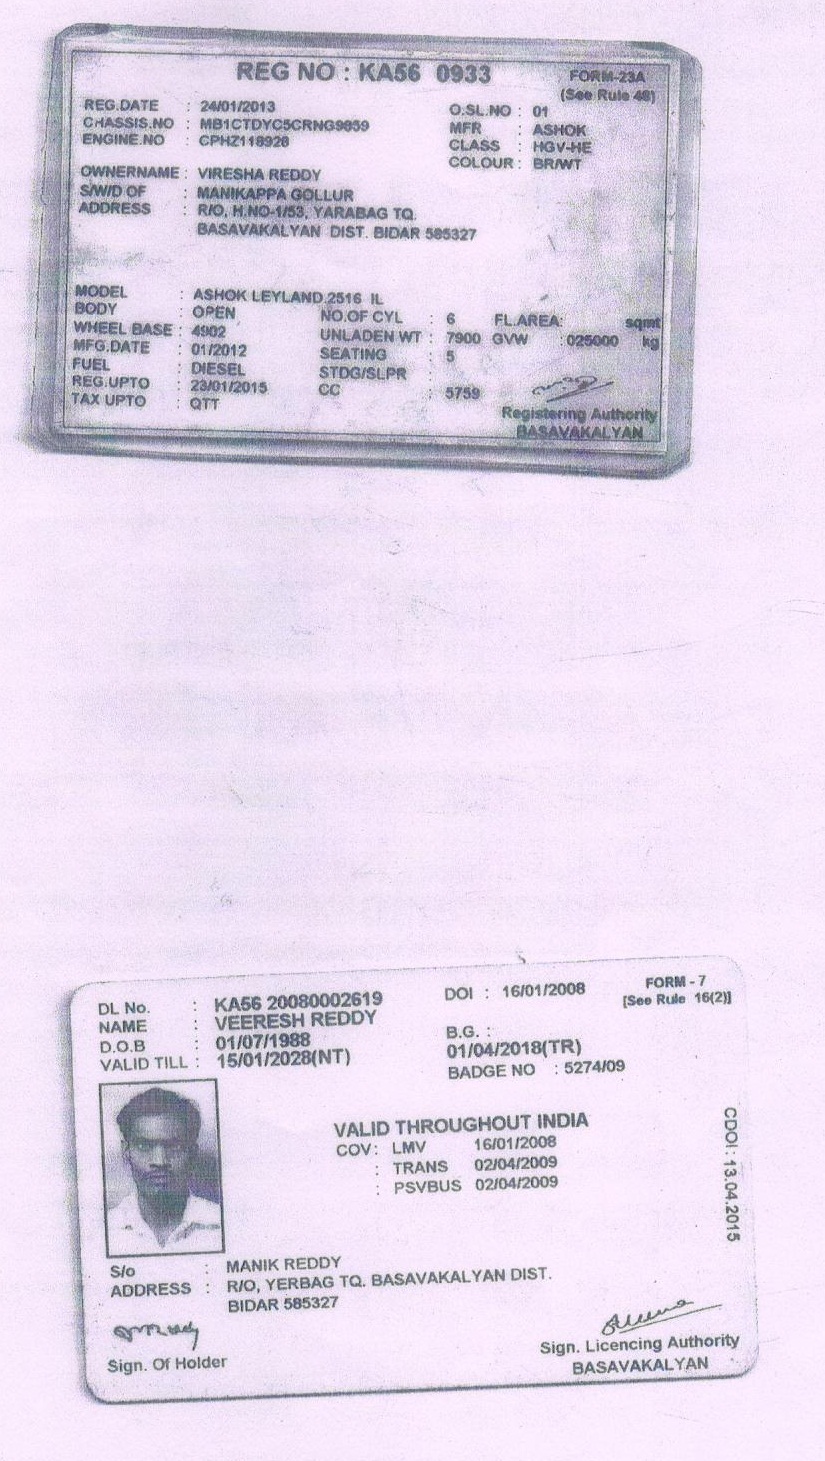 REG NO : KA56 0933
FORM-23A
(See Rule 48)
REG.DATE : 24/01/2013
O.SL.NO : 01
CHASSIS.NO : MB1CTDYC5CRNG9859
MFR : ASHOK
ENGINE.NO : CPHZ118926
CLASS : HGV-HE
COLOUR : BR/WT
OWNERNAME : VIRESHA REDDY
S/W/D OF : MANIKAPPA GOLLUR
ADDRESS : R/O, H.NO-1/53, YARABAG TQ.
BASAVAKALYAN DIST. BIDAR 585327
MODEL : ASHOK LEYLAND,2516 IL
BODY : OPEN NO.OF CYL : 6 FL.AREA: sqmt
WHEEL BASE : 4902 UNLADEN WT : 7900 GVW 025000 kg
MFG.DATE : 01/2012 SEATING : 5
FUEL : DIESEL STDG/SLPR
REG.UPTO : 23/01/2015 CC : 5759
TAX UPTO : QTT
Registering Authority
BASAVAKALYAN
DL No. : KA56 20080002619 DOI : 16/01/2008 FORM - 7
[See Rule 16(2)]
NAME : VEERESH REDDY
D.O.B : 01/07/1988 B.G. :
VALID TILL : 15/01/2028(NT) 01/04/2018(TR)
BADGE NO : 5274/09
VALID THROUGHOUT INDIA
COV : LMV 16/01/2008
: TRANS 02/04/2009
: PSVBUS 02/04/2009
CDOI : 13.04.2015
S/o : MANIK REDDY
ADDRESS : R/O, YERBAG TQ. BASAVAKALYAN DIST.
BIDAR 585327
Sign. Of Holder
Sign. Licencing Authority
BASAVAKALYAN